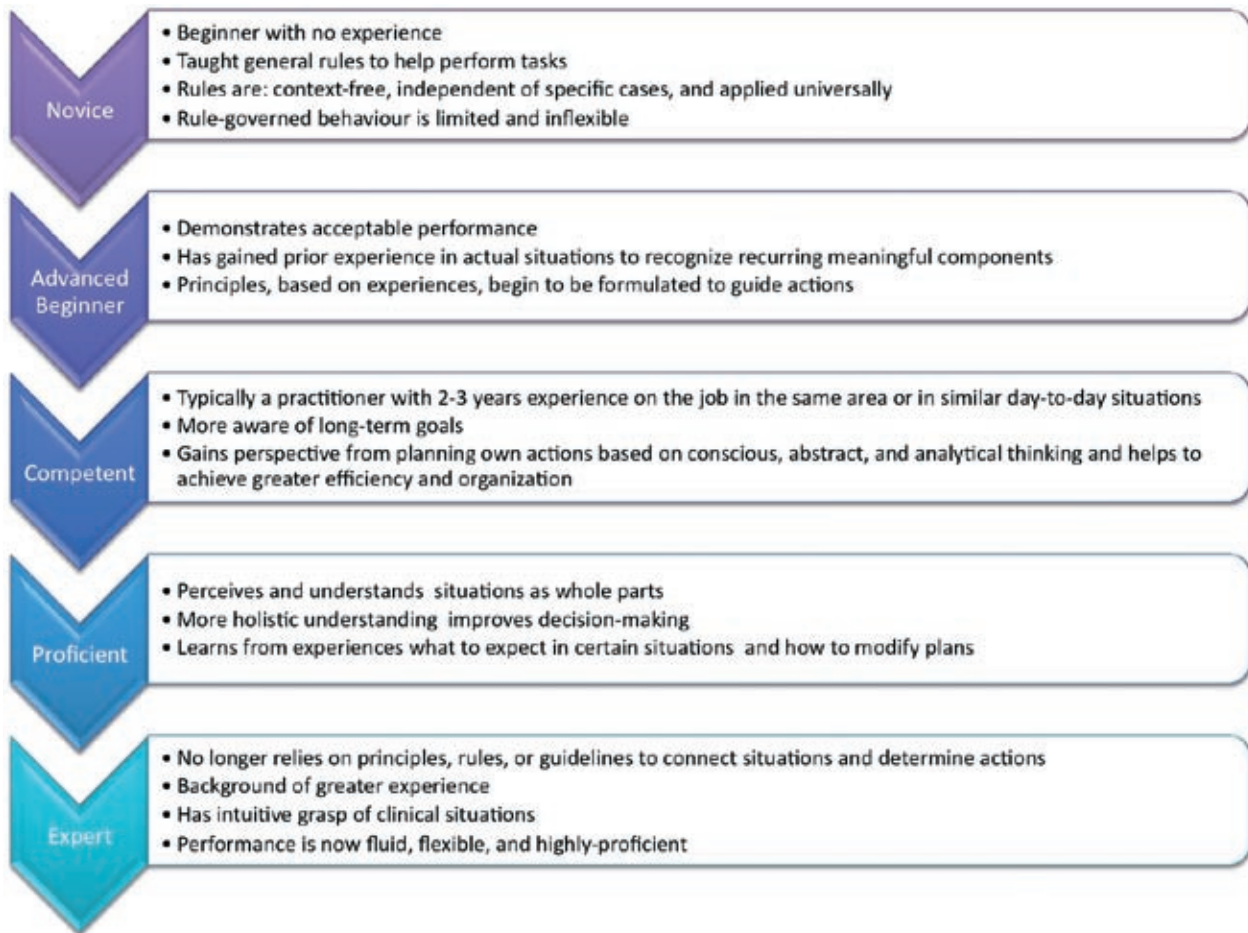 Novice
• Beginner with no experience
• Taught general rules to help perform tasks
• Rules are: context-free, independent of specific cases, and applied universally
• Rule-governed behaviour is limited and inflexible
Advanced
Beginner
• Demonstrates acceptable performance
• Has gained prior experience in actual situations to recognize recurring meaningful components
• Principles, based on experiences, begin to be formulated to guide actions
Competent
• Typically a practitioner with 2-3 years experience on the job in the same area or in similar day-to-day situations
• More aware of long-term goals
• Gains perspective from planning own actions based on conscious, abstract, and analytical thinking and helps to
achieve greater efficiency and organization
Proficient
• Perceives and understands situations as whole parts
• More holistic understanding improves decision-making
• Learns from experiences what to expect in certain situations and how to modify plans
Expert
• No longer relies on principles, rules, or guidelines to connect situations and determine actions
• Background of greater experience
• Has intuitive grasp of clinical situations
• Performance is now fluid, flexible, and highly-proficient